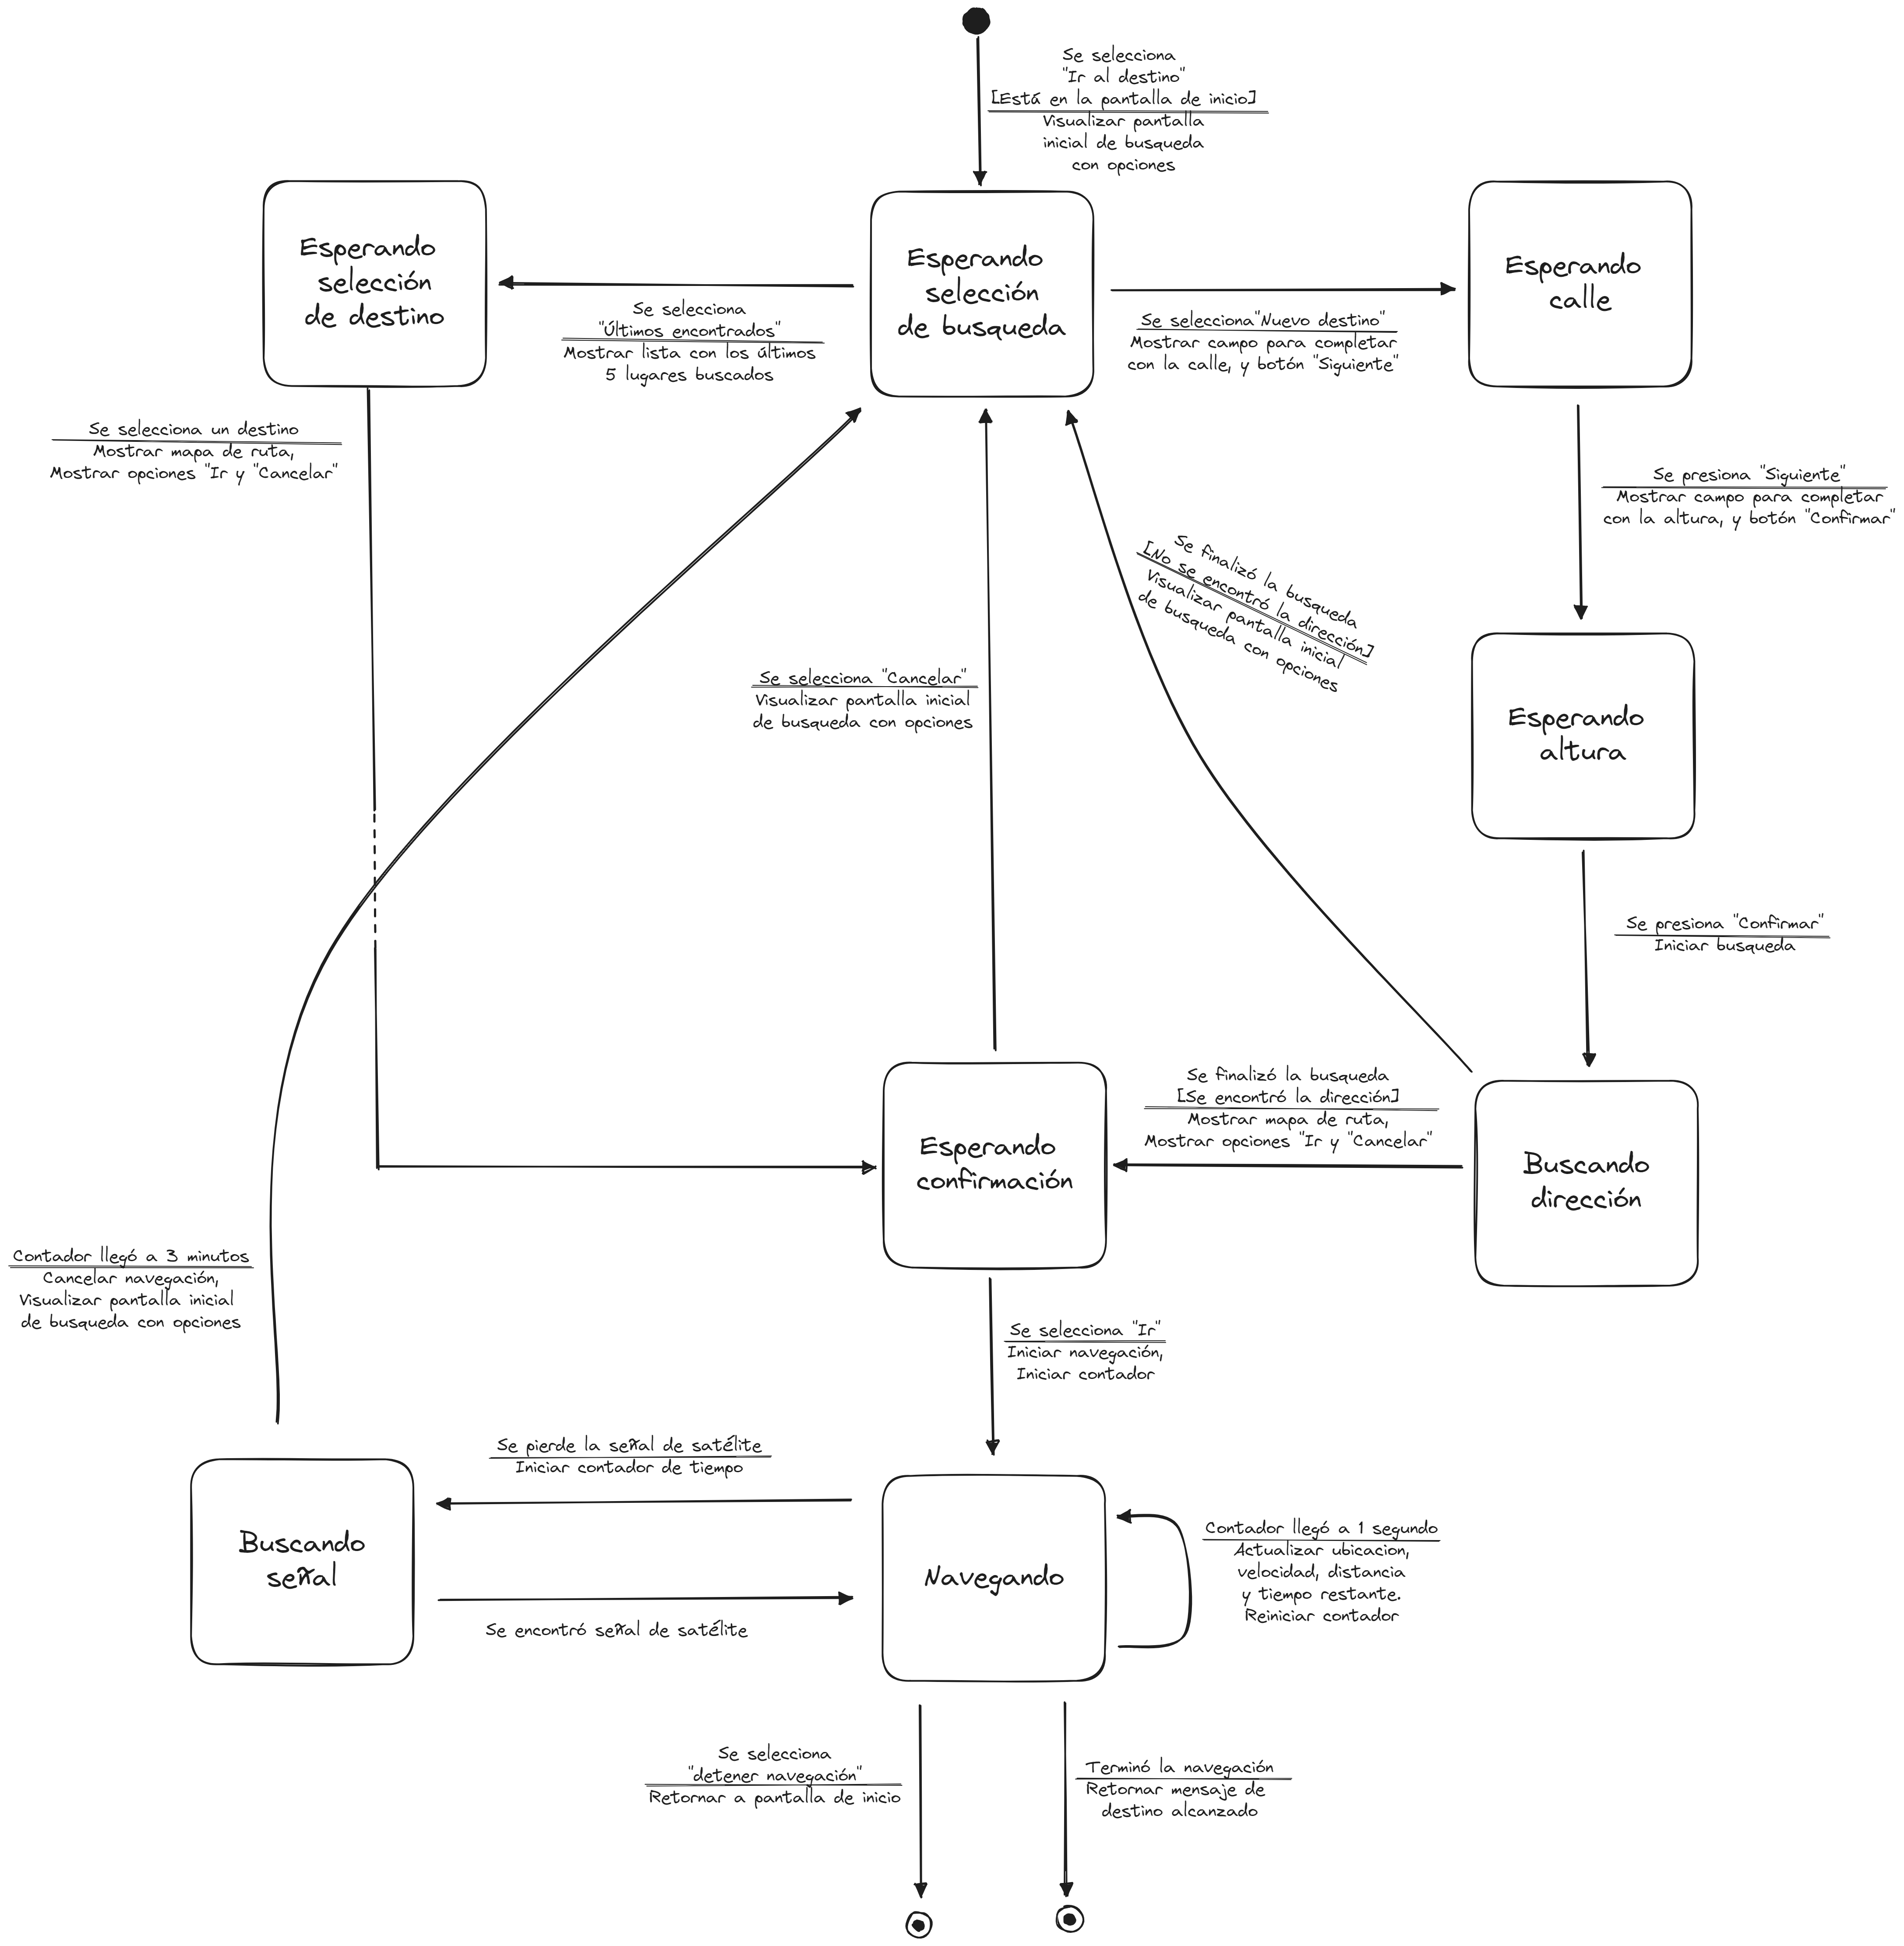 Se selecciona
"Ir al destino"
[Está en la pantalla de inicio]
Visualizar pantalla
inicial de busqueda
con opciones
Esperando
selección
de destino
Se selecciona
"Últimos encontrados"
Mostrar lista con los últimos
5 lugares buscados
Esperando
selección
de busqueda
Se selecciona"Nuevo destino"
Mostrar campo para completar
con la calle, y botón "Siguiente"
Esperando
calle
Se selecciona un destino
Mostrar mapa de ruta,
Mostrar opciones "Ir y "Cancelar"
Se presiona "Siguiente"
Mostrar campo para completar
con la altura, y botón "Confirmar"
Se finalizó la busqueda
[No se encontró la dirección]
Visualizar pantalla inicial
de busqueda con opciones
Se selecciona "Cancelar"
Visualizar pantalla inicial
de busqueda con opciones
Esperando
altura
Se presiona "Confirmar"
Iniciar busqueda
Se finalizó la busqueda
[Se encontró la dirección]
Mostrar mapa de ruta,
Mostrar opciones "Ir y "Cancelar"
Esperando
confirmación
Buscando
dirección
Contador llegó a 3 minutos
Cancelar navegación,
Visualizar pantalla inicial
de busqueda con opciones
Se selecciona "Ir"
Iniciar navegación,
Iniciar contador
Se pierde la señal de satélite
Iniciar contador de tiempo
Buscando
señal
Navegando
Contador llegó a 1 segundo
Actualizar ubicacion,
velocidad, distancia
y tiempo restante.
Reiniciar contador
Se encontró señal de satélite
Se selecciona
"detener navegación"
Retornar a pantalla de inicio
Terminó la navegación
Retornar mensaje de
destino alcanzado